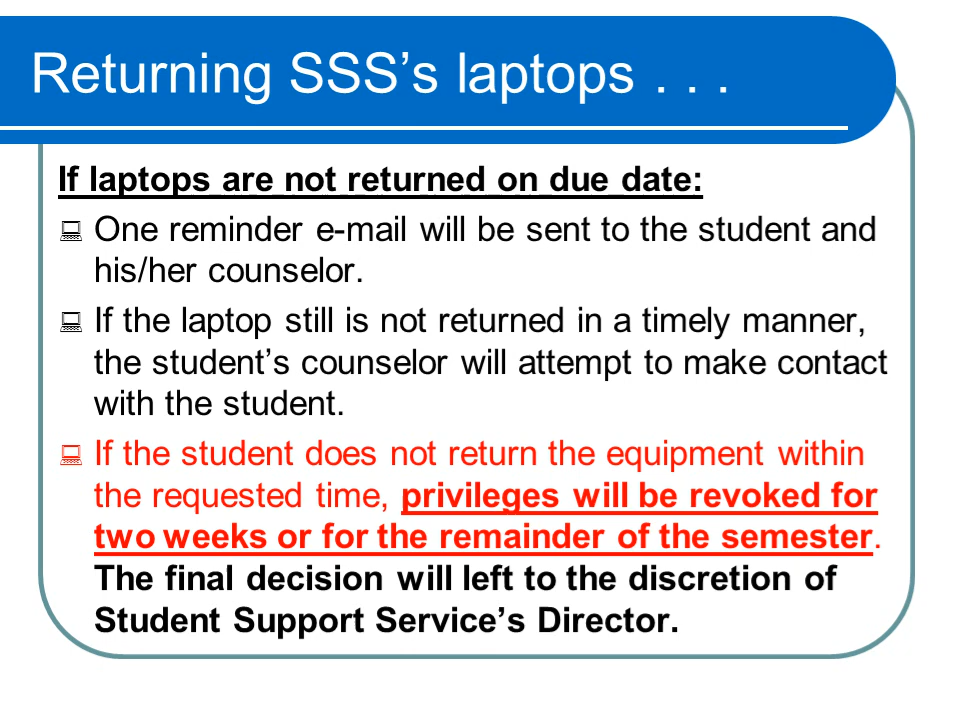 Returning SSS’s laptops . . .
If laptops are not returned on due date:
One reminder e-mail will be sent to the student and
his/her counselor.
If the laptop still is not returned in a timely manner,
the student’s counselor will attempt to make contact
with the student.
If the student does not return the equipment within
the requested time, privileges will be revoked for
two weeks or for the remainder of the semester.
The final decision will left to the discretion of
Student Support Service’s Director.